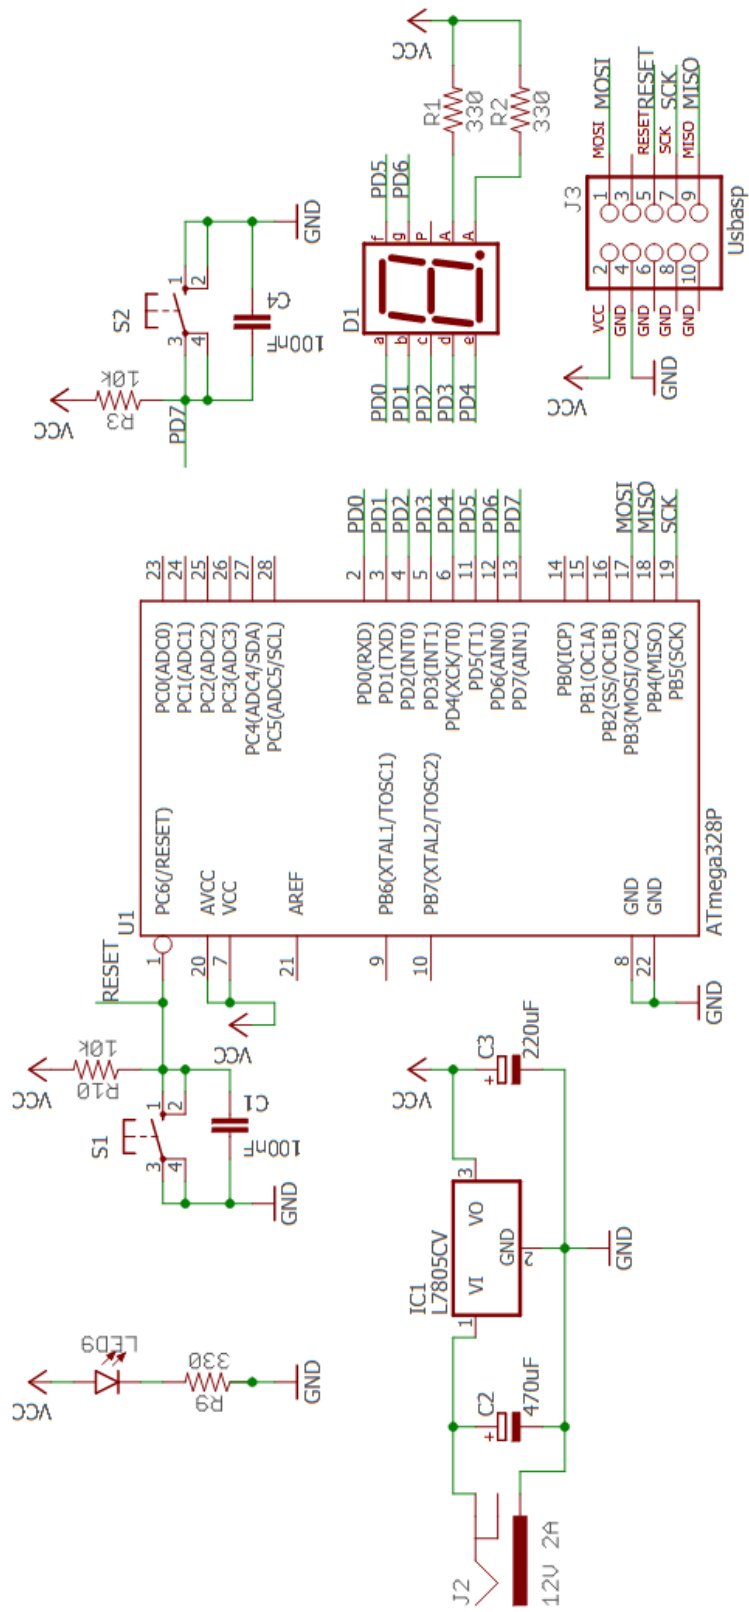 J2
12V 2A
C2
470uF
IC1
L7805CV
VI
VO
GND
1
3
2
GND
VCC
C3
220uF
VCC
LED9
R9
330
GND
VCC
R10
10k
S1
1
2
3
4
C1
100nF
GND
RESET
VCC
U1
ATmega328P
1 PC6(/RESET)
20 AVCC
7 VCC
21 AREF
9 PB6(XTAL1/TOSC1)
10 PB7(XTAL2/TOSC2)
8 GND
22 GND
GND
PC0(ADC0) 23
PC1(ADC1) 24
PC2(ADC2) 25
PC3(ADC3) 26
PC4(ADC4/SDA) 27
PC5(ADC5/SCL) 28
PD0(RXD) 2 PD0
PD1(TXD) 3 PD1
PD2(INT0) 4 PD2
PD3(INT1) 5 PD3
PD4(XCK/T0) 6 PD4
PD5(T1) 11 PD5
PD6(AIN0) 12 PD6
PD7(AIN1) 13 PD7
PB0(ICP) 14
PB1(OC1A) 15
PB2(SS/OC1B) 16
PB3(MOSI/OC2) 17 MOSI
PB4(MISO) 18 MISO
PB5(SCK) 19 SCK
VCC
R3
10k
PD7
S2
3
4
1
2
C4
100nF
GND
D1
PD0 a
PD1 b
PD2 c
PD3 d
PD4 e
f PD5
g PD6
P
A
A
R1
330
R2
330
VCC
J3
Usbasp
VCC 2
GND 4
GND 6
GND 8
GND 10
1 MOSI MOSI
3
5 RESET RESET
7 SCK SCK
9 MISO MISO
VCC
GND